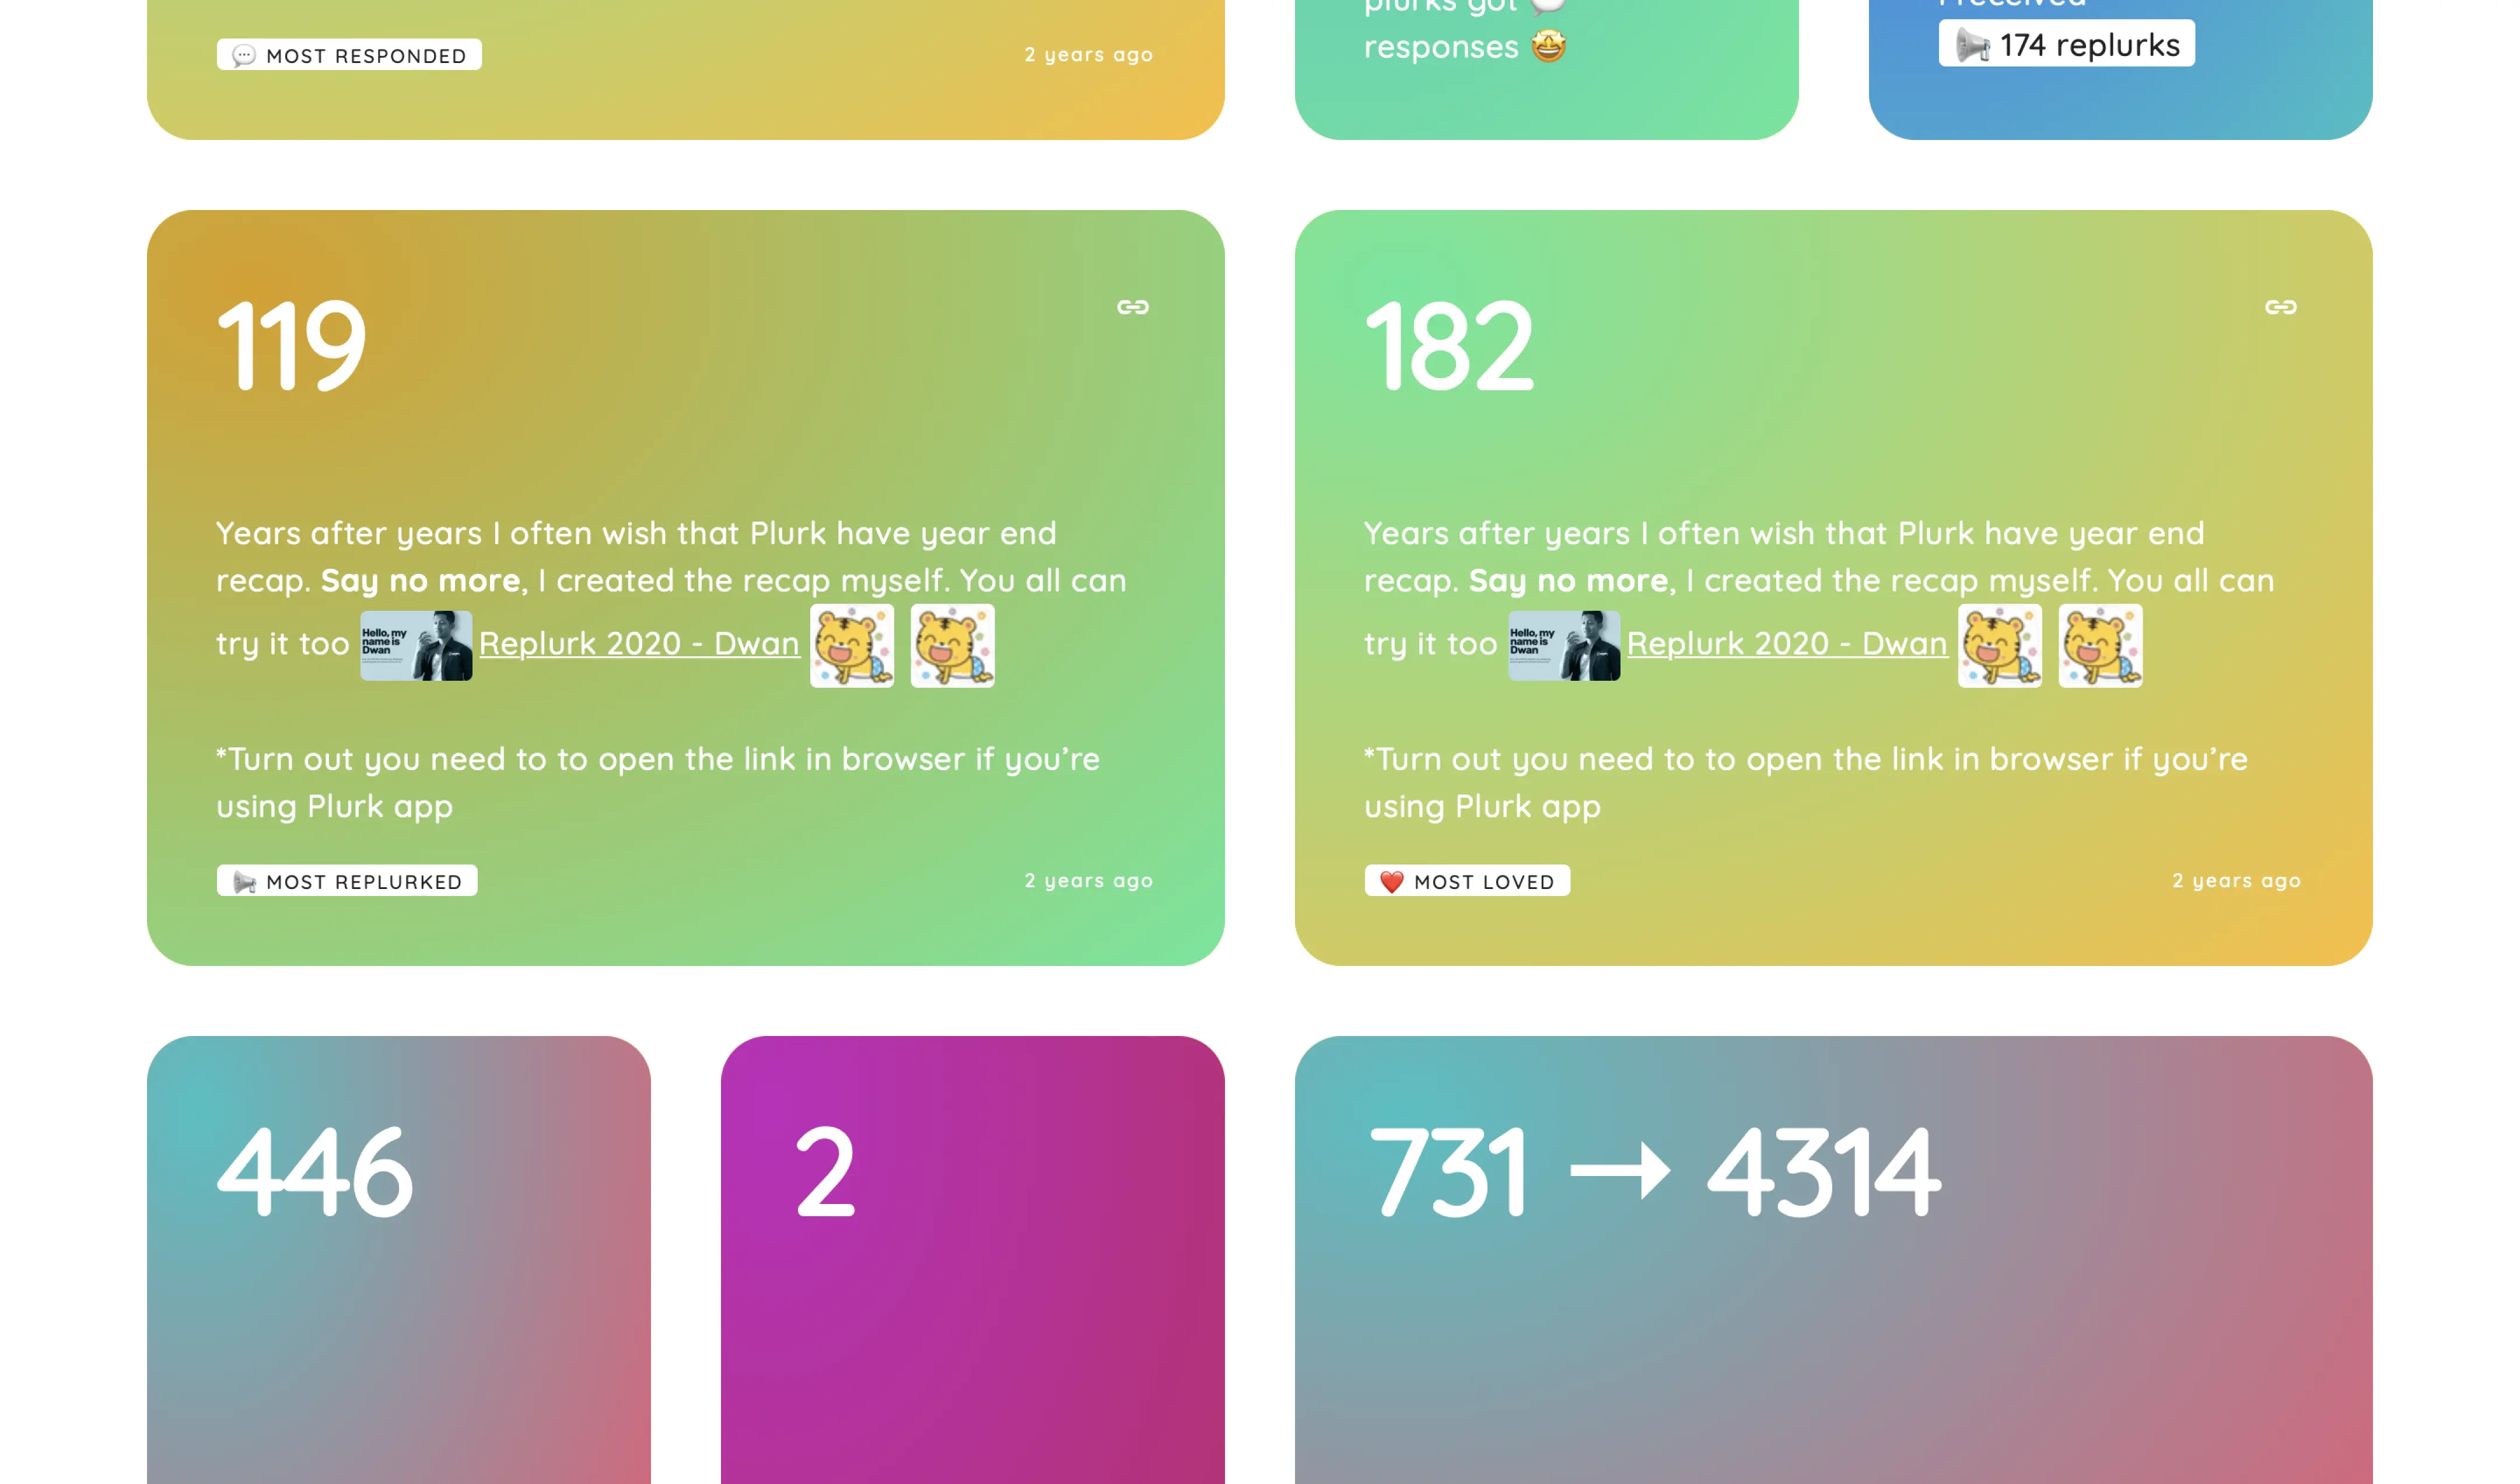 MOST RESPONDED
2 years ago
plurks got
responses
I received
174 replurks
119
Years after years I often wish that Plurk have year end
recap. Say no more, I created the recap myself. You all can
try it too Hello, my name is Dwan Replurk 2020 - Dwan
*Turn out you need to to open the link in browser if you’re
using Plurk app
MOST REPLURKED
2 years ago
182
Years after years I often wish that Plurk have year end
recap. Say no more, I created the recap myself. You all can
try it too Hello, my name is Dwan Replurk 2020 - Dwan
*Turn out you need to to open the link in browser if you’re
using Plurk app
MOST LOVED
2 years ago
446
2
731 → 4314